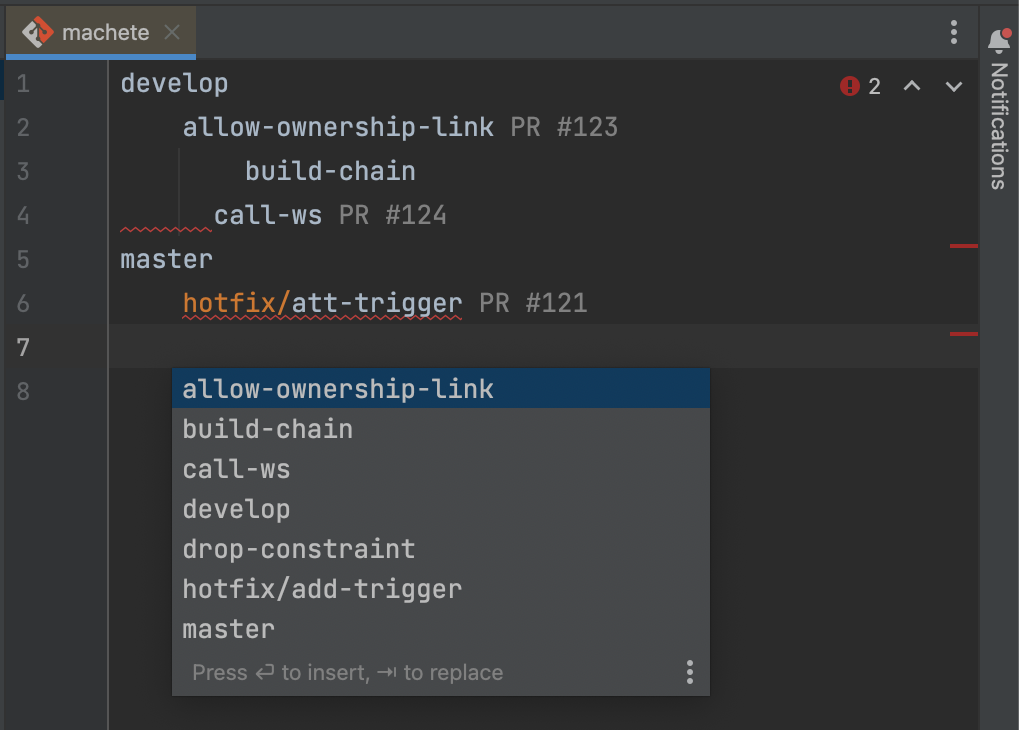 machete
1 develop 2
2 allow-ownership-link PR #123
3 build-chain
4 call-ws PR #124
5 master
6 hotfix/att-trigger PR #121
7
8
allow-ownership-link
build-chain
call-ws
develop
drop-constraint
hotfix/add-trigger
master
Press ⏎ to insert, ⇥ to replace
Notifications